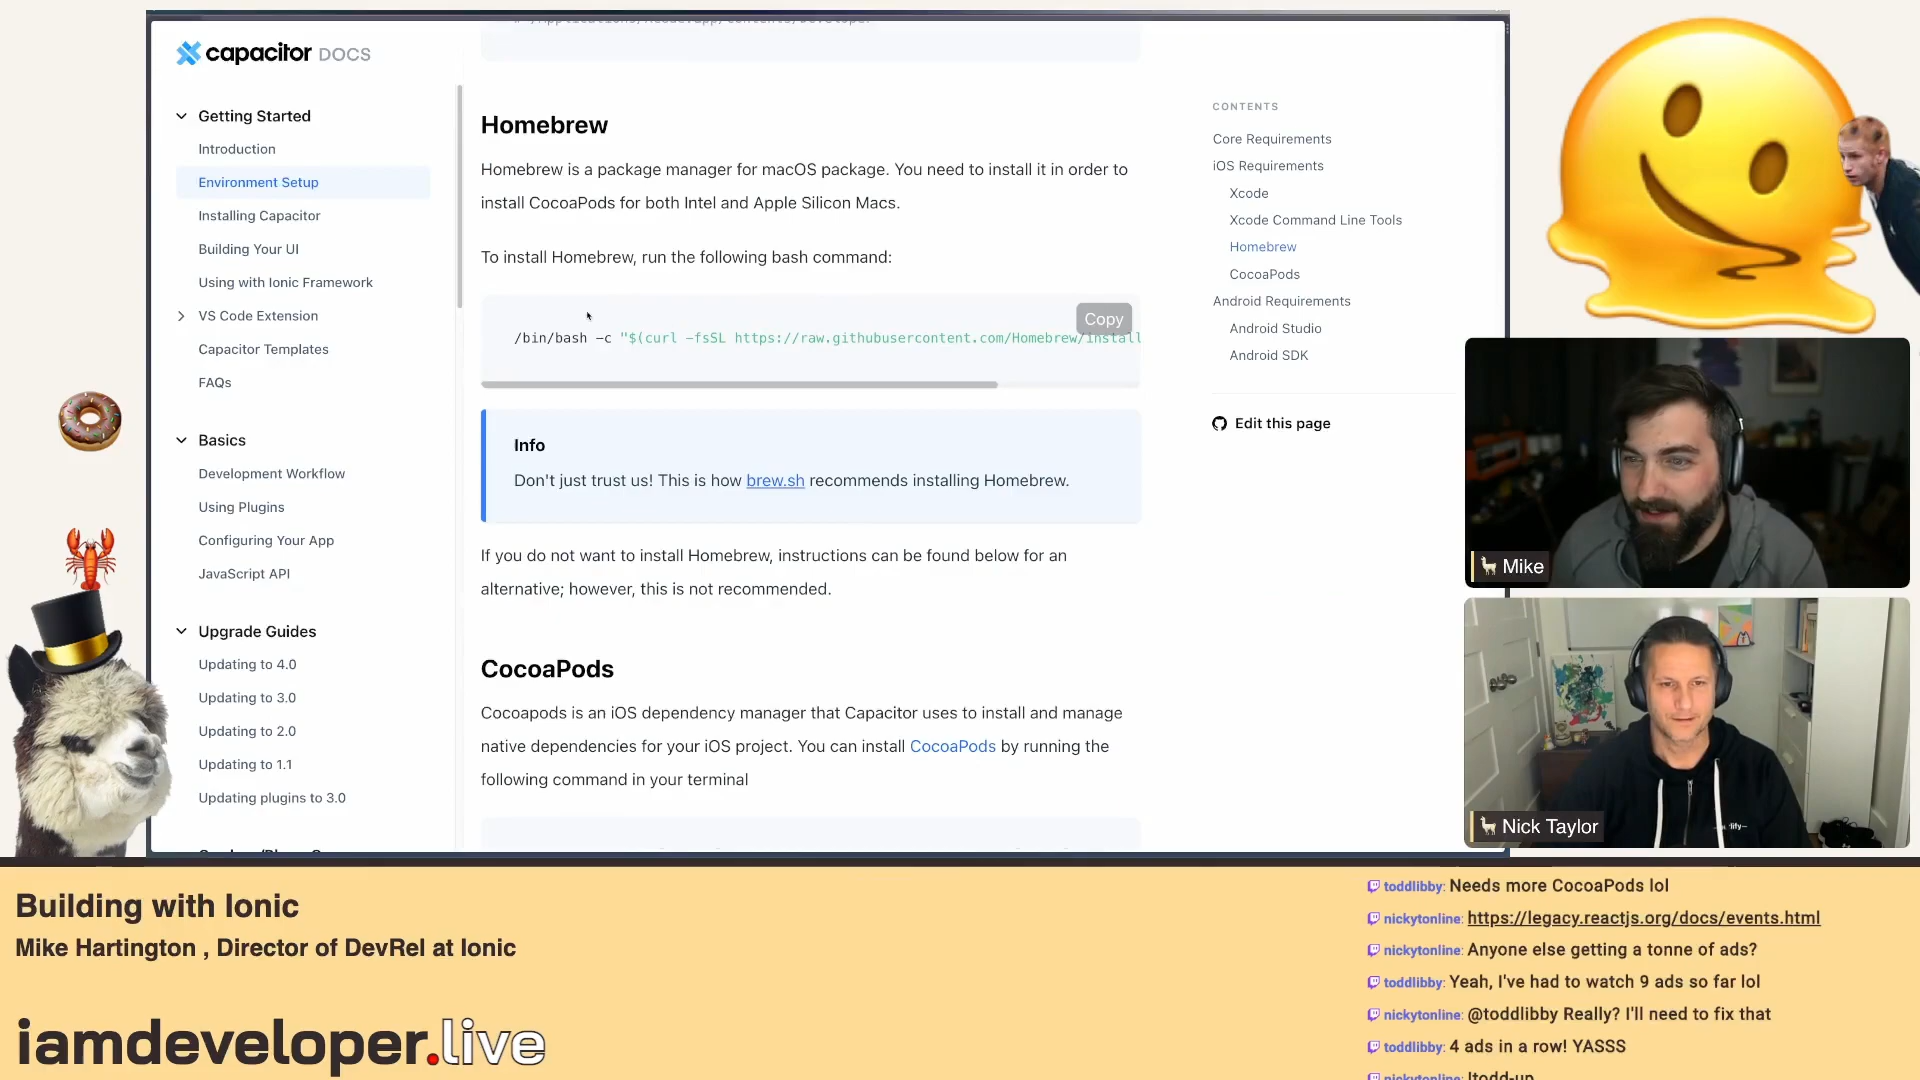 capacitor DOCS
Getting Started
Introduction
Environment Setup
Installing Capacitor
Building Your UI
Using with Ionic Framework
VS Code Extension
Capacitor Templates
FAQs
Basics
Development Workflow
Using Plugins
Configuring Your App
JavaScript API
Upgrade Guides
Updating to 4.0
Updating to 3.0
Updating to 2.0
Updating to 1.1
Updating plugins to 3.0
Homebrew
Homebrew is a package manager for macOS package. You need to install it in order to
install CocoaPods for both Intel and Apple Silicon Macs.
To install Homebrew, run the following bash command:
Copy
/bin/bash -c "$(curl -fsSL https://raw.githubusercontent.com/Homebrew/install
Info
Don't just trust us! This is how brew.sh recommends installing Homebrew.
If you do not want to install Homebrew, instructions can be found below for an
alternative; however, this is not recommended.
CocoaPods
Cocoapods is an iOS dependency manager that Capacitor uses to install and manage
native dependencies for your iOS project. You can install CocoaPods by running the
following command in your terminal
CONTENTS
Core Requirements
iOS Requirements
Xcode
Xcode Command Line Tools
Homebrew
CocoaPods
Android Requirements
Android Studio
Android SDK
Edit this page
Mike
Nick Taylor
Building with Ionic
Mike Hartington , Director of DevRel at Ionic
iamdeveloper.live
toddlibby: Needs more CocoaPods lol
nickytonline: https://legacy.reactjs.org/docs/events.html
nickytonline: Anyone else getting a tonne of ads?
toddlibby: Yeah, I've had to watch 9 ads so far lol
nickytonline: @toddlibby Really? I'll need to fix that
toddlibby: 4 ads in a row! YASSS
nickytonline: !todd-up